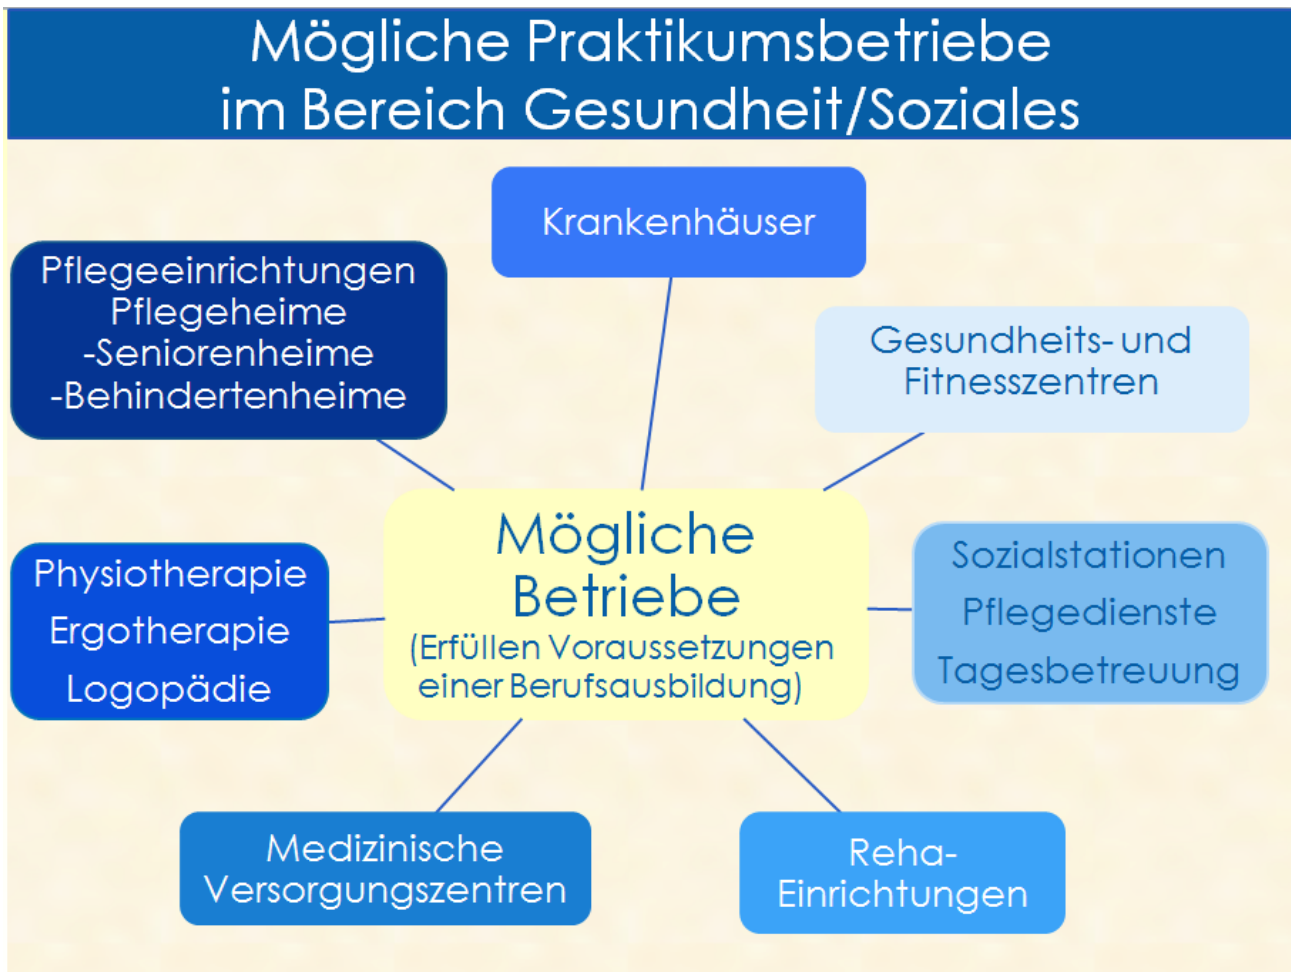 Mögliche Praktikumsbetriebe
im Bereich Gesundheit/Soziales
Krankenhäuser
Pflegeeinrichtungen
Pflegeheime
-Seniorenheime
-Behindertenheime
Gesundheits- und
Fitnesszentren
Mögliche
Betriebe
(Erfüllen Voraussetzungen
einer Berufsausbildung)
Physiotherapie
Ergotherapie
Logopädie
Sozialstationen
Pflegedienste
Tagesbetreuung
Medizinische
Versorgungszentren
Reha-
Einrichtungen